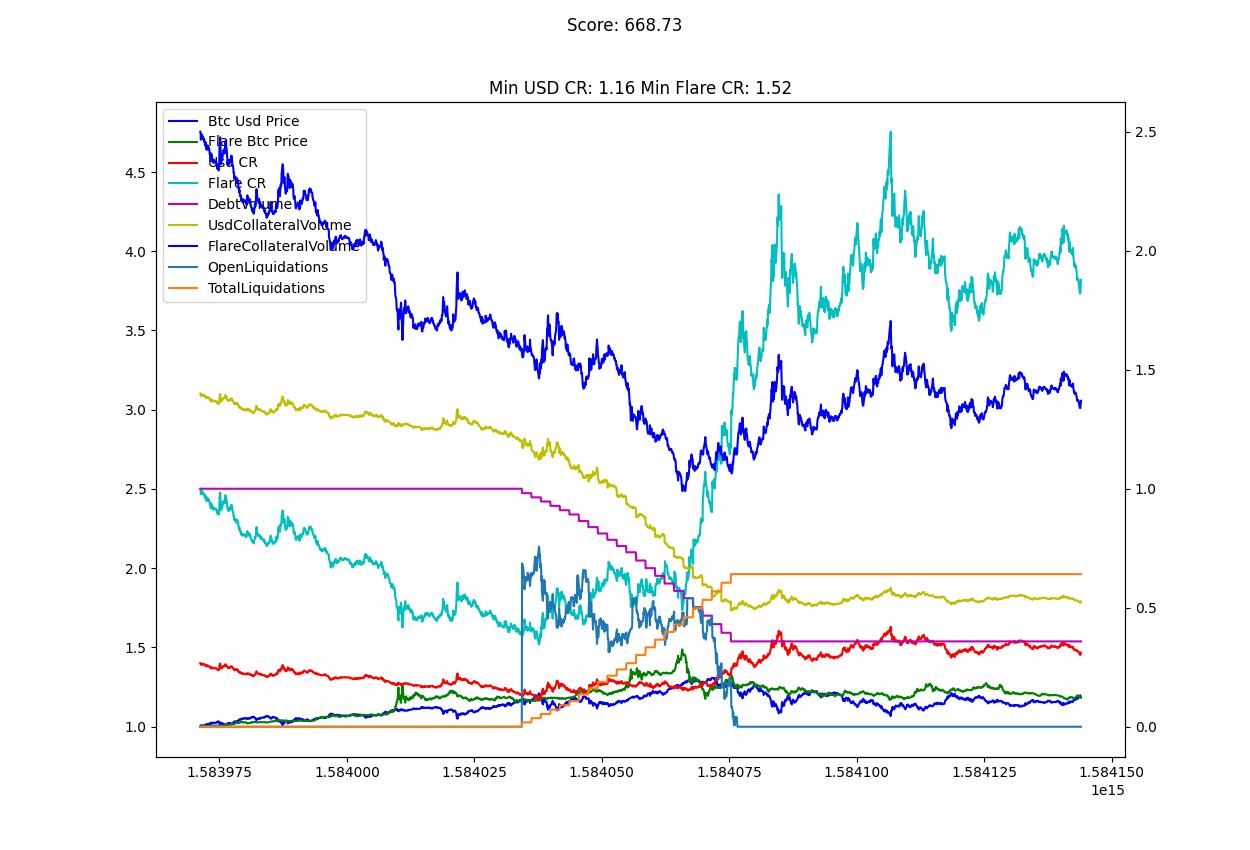 Score: 668.73
Min USD CR: 1.16 Min Flare CR: 1.52
Btc Usd Price
Flare Btc Price
Usd CR
Flare CR
DebtVolume
UsdCollateralVolume
FlareCollateralVolume
OpenLiquidations
TotalLiquidations
4.5
4.0
3.5
3.0
2.5
2.0
1.5
1.0
2.5
2.0
1.5
1.0
0.5
0.0
1.583975
1.584000
1.584025
1.584050
1.584075
1.584100
1.584125
1.584150
1e15